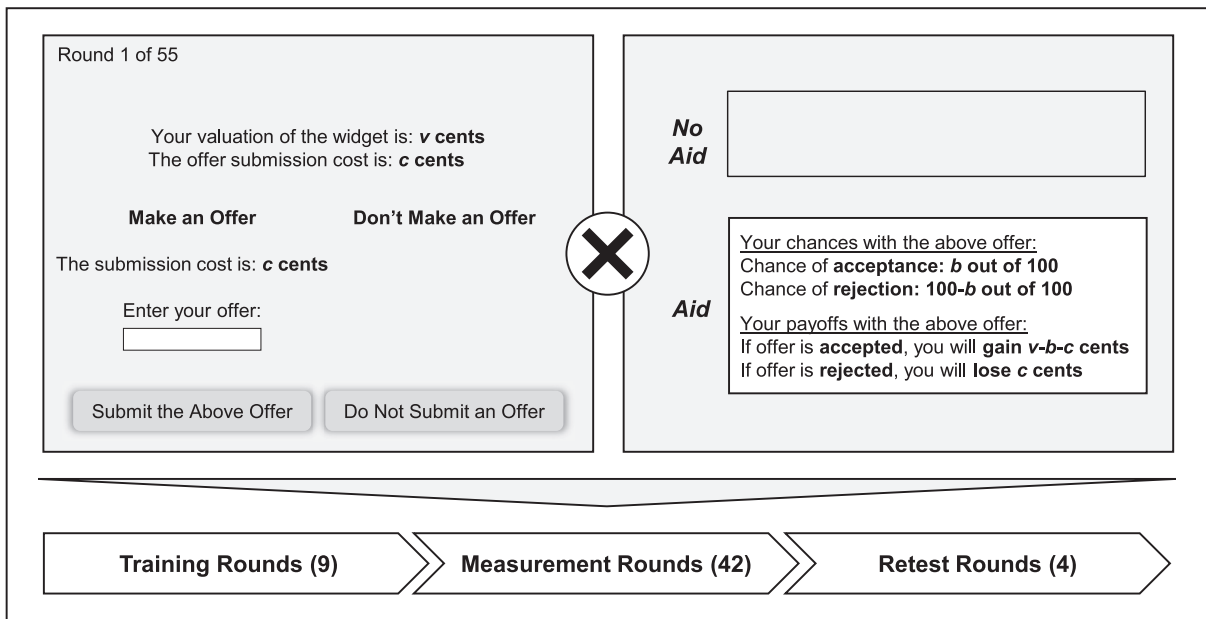 Round 1 of 55
Your valuation of the widget is: v cents
The offer submission cost is: c cents
Make an Offer
Don't Make an Offer
The submission cost is: c cents
Enter your offer:
Submit the Above Offer
Do Not Submit an Offer
No
Aid
Aid
Your chances with the above offer:
Chance of acceptance: b out of 100
Chance of rejection: 100-b out of 100
Your payoffs with the above offer:
If offer is accepted, you will gain v-b-c cents
If offer is rejected, you will lose c cents
Training Rounds (9)
Measurement Rounds (42)
Retest Rounds (4)